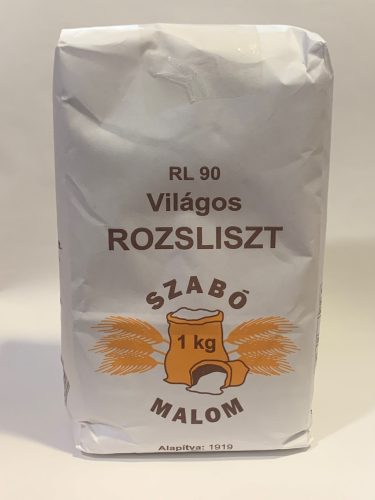 RL 90
Világos
ROZSLISZT
SZABÓ
1 kg
MALOM
Alapítva: 1919